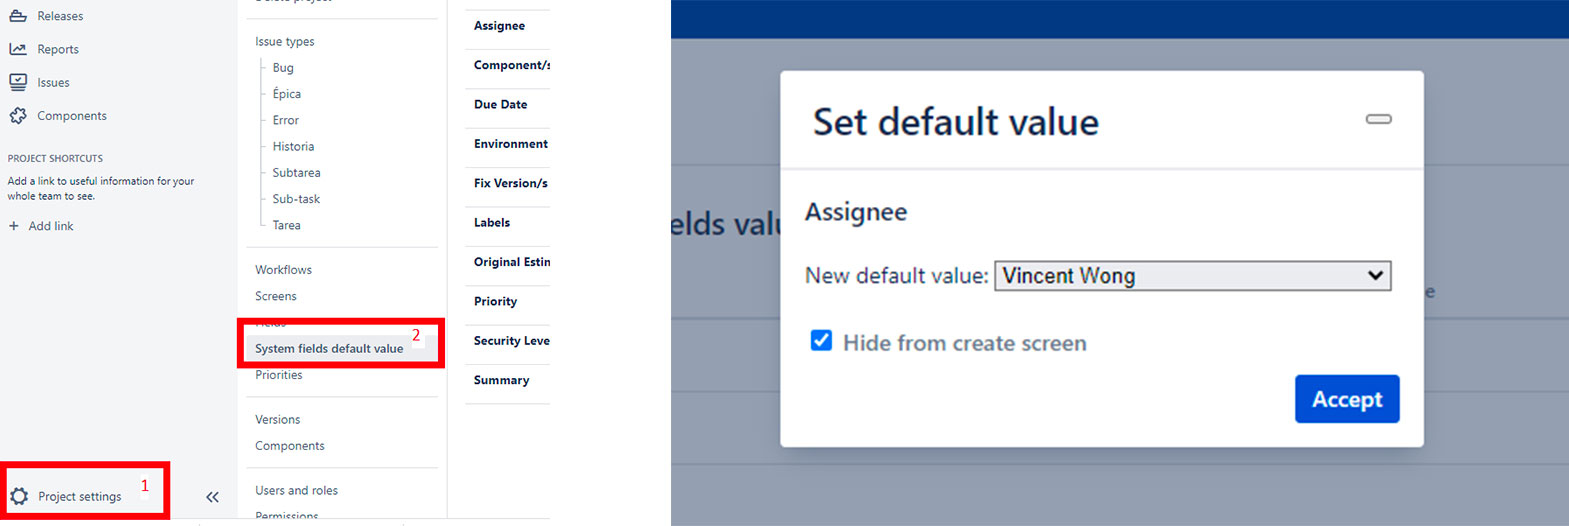 Releases
Reports
Issues
Components
PROJECT SHORTCUTS
Add a link to useful information for your
whole team to see.
+ Add link
1
Project settings
Delete project
Issue types
Bug
Épica
Error
Historia
Subtarea
Sub-task
Tarea
Workflows
Screens
Fields
2
System fields default value
Priorities
Versions
Components
Users and roles
Permissions
Assignee
Component/s
Due Date
Environment
Fix Version/s
Labels
Original Estin
Priority
Security Leve
Summary
elds valu
e
Set default value
Assignee
New default value: Vincent Wong
Hide from create screen
Accept